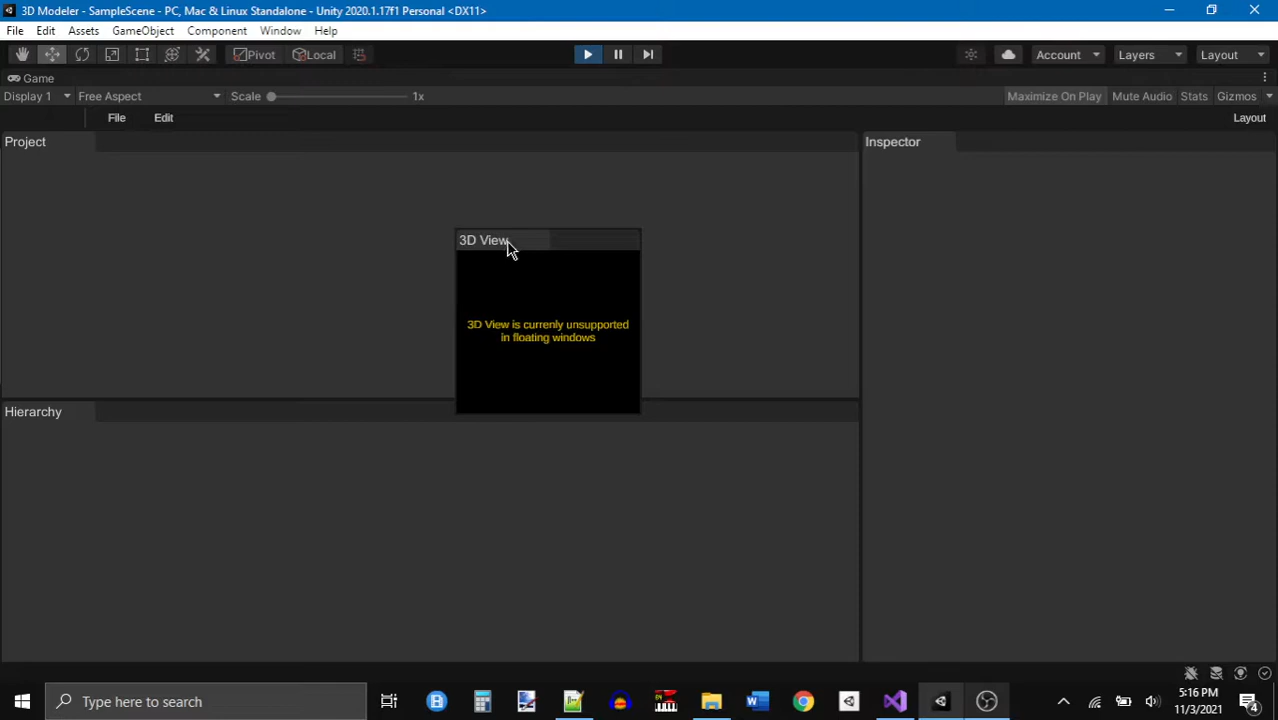 3D Modeler - SampleScene - PC, Mac & Linux Standalone - Unity 2020.1.17f1 Personal <DX11>
File Edit Assets GameObject Component Window Help
Pivot Local Account Layers Layout
Game
Display 1 Free Aspect Scale 1x Maximize On Play Mute Audio Stats Gizmos
File Edit Layout
Project Inspector
3D View
3D View is currenly unsupported
in floating windows
Hierarchy
Type here to search
5:16 PM
11/3/2021
4